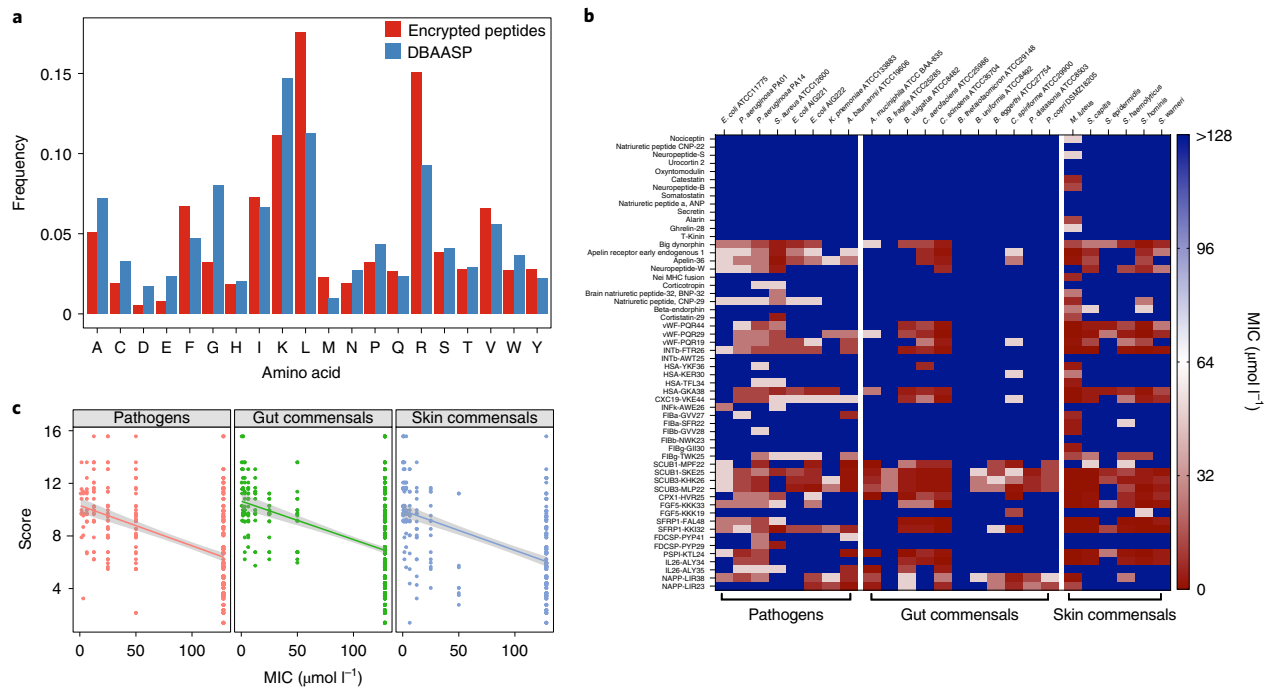 a
Encrypted peptides
DBAASP
Frequency
0.15
0.10
0.05
0
A C D E F G H I K L M N P Q R S T V W Y
Amino acid
b
E. coli ATCC11775
P. aeruginosa PA01
P. aeruginosa PA14
S. aureus ATCC12600
E. coli AIG221
E. coli AIG222
K. pneumoniae ATCC133883
A. baumannii ATCC19606
A. muciniphila ATCC BAA-835
B. fragilis ATCC25285
B. vulgatus ATCC8482
C. aerofaciens ATCC25986
C. scindens ATCC35704
B. thetaiotaomicron ATCC29148
B. uniformis ATCC8492
B. eggerthii ATCC27754
C. spiriforme ATCC29900
P. distasonis ATCC8503
P. copri DSMZ18205
M. luteus
S. capitis
S. epidermidis
S. haemolyticus
S. hominis
S. warneri
Nociceptin
Natriuretic peptide CNP-22
Neuropeptide-S
Urocortin 2
Oxyntomodulin
Catestatin
Neuropeptide-B
Somatostatin
Natriuretic peptide a, ANP
Secretin
Alarin
Ghrelin-28
T-Kinin
Big dynorphin
Apelin receptor early endogenous 1
Apelin-36
Neuropeptide-W
Nei MHC fusion
Corticotropin
Brain natriuretic peptide-32, BNP-32
Natriuretic peptide, CNP-29
Beta-endorphin
Cortistatin-29
vWF-PQR44
vWF-PQR29
vWF-PQR19
INTb-FTR26
INTb-AWT25
HSA-YKF36
HSA-KER30
HSA-TFL34
HSA-GKA38
CXC19-VKE44
INFk-AWE26
FIBa-GVV27
FIBa-SFR22
FIBb-GVV28
FIBb-NWK23
FIBg-GII30
FIBg-TWK25
SCUB1-MPF22
SCUB1-SKE25
SCUB3-KHK26
SCUB3-MLP22
CPX1-HVR25
FGF5-KKK33
FGF5-KKK19
SFRP1-FAL48
SFRP1-KKI32
FDCSP-PYP41
FDCSP-PYP29
PSPI-KTL24
IL26-ALY34
IL26-ALY35
NAPP-LIR38
NAPP-LIR23
Pathogens
Gut commensals
Skin commensals
>128
96
64
32
0
MIC (μmol l−1)
c
Pathogens
Gut commensals
Skin commensals
Score
16
12
8
4
0 50 100
0 50 100
0 50 100
MIC (μmol l−1)